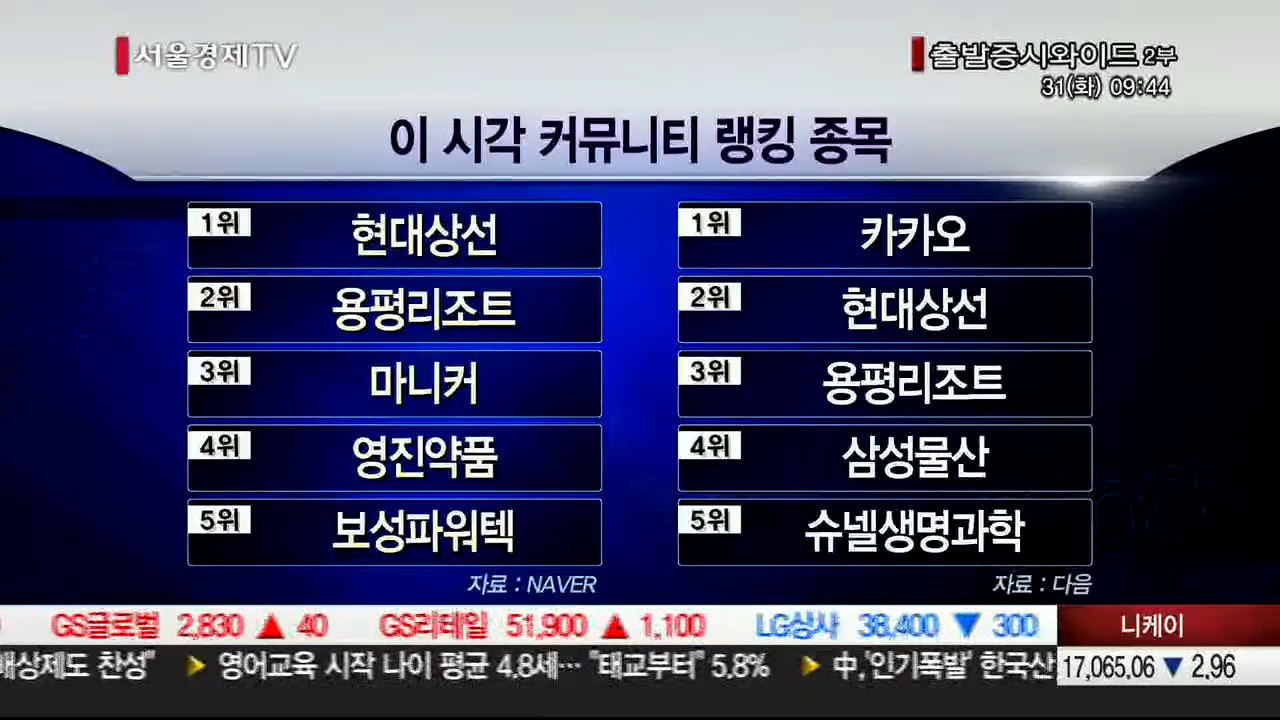 서울경제TV
출발증시와이드 2부
31(화) 09:44
이 시각 커뮤니티 랭킹 종목
1위 현대상선
2위 용평리조트
3위 마니커
4위 영진약품
5위 보성파워텍
자료 : NAVER
1위 카카오
2위 현대상선
3위 용평리조트
4위 삼성물산
5위 슈넬생명과학
자료 : 다음
GS글로벌 2,830 ▲ 40 GS리테일 51,900 ▲ 1,100 LG상사 38,400 ▼ 300
니케이
배상제도 찬성" ▶ 영어교육 시작 나이 평균 4.8세… "태교부터" 5.8% ▶ 中,'인기폭발' 한국산
17,065.06 ▼ 2.96